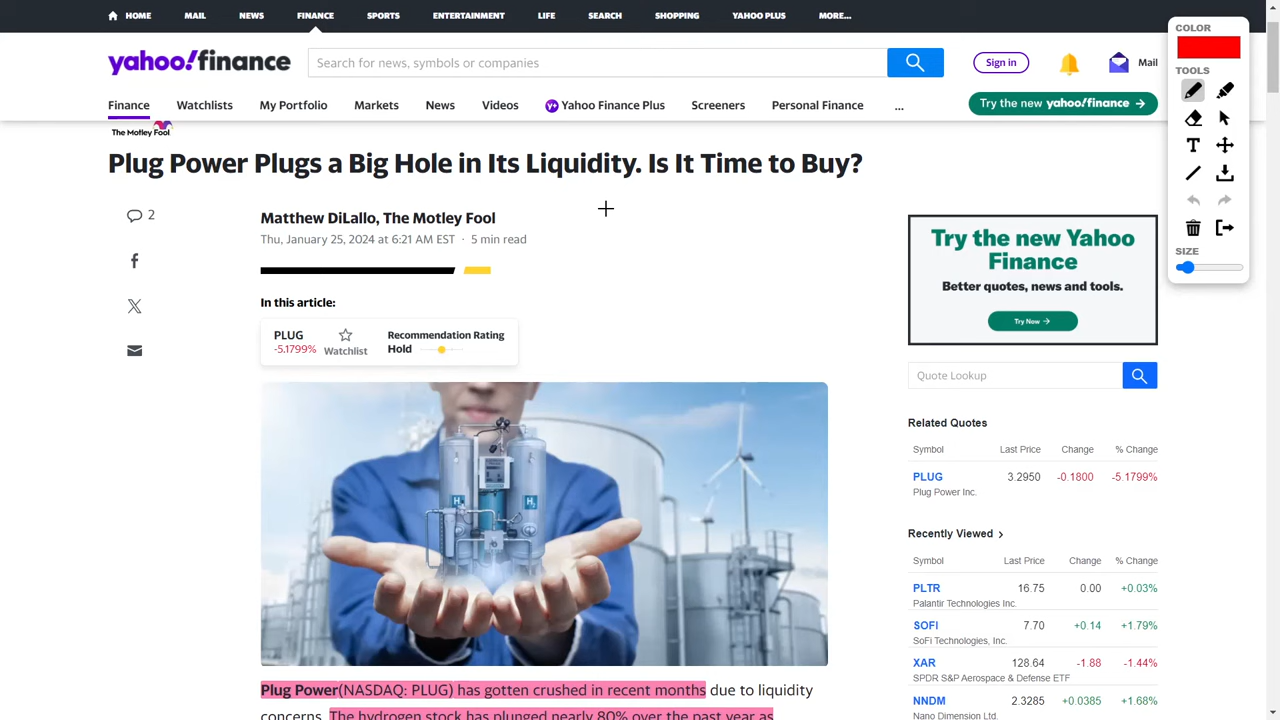 HOME MAIL NEWS FINANCE SPORTS ENTERTAINMENT LIFE SEARCH SHOPPING YAHOO PLUS MORE...
yahoo!finance
Search for news, symbols or companies
Sign in
Mail
Finance Watchlists My Portfolio Markets News Videos Yahoo Finance Plus Screeners Personal Finance ...
Try the new yahoo!finance →
The Motley Fool
Plug Power Plugs a Big Hole in Its Liquidity. Is It Time to Buy?
2
Matthew DiLallo, The Motley Fool
Thu, January 25, 2024 at 6:21 AM EST · 5 min read
In this article:
PLUG
-5.1799%
Watchlist
Recommendation Rating
Hold
H₂ H₂
Plug Power(NASDAQ: PLUG) has gotten crushed in recent months due to liquidity
concerns. The hydrogen stock has plunged nearly 80% over the past year as
Try the new Yahoo
Finance
Better quotes, news and tools.
Try Now →
Quote Lookup
Related Quotes
Symbol Last Price Change % Change
PLUG 3.2950 -0.1800 -5.1799%
Plug Power Inc.
Recently Viewed >
Symbol Last Price Change % Change
PLTR 16.75 0.00 +0.03%
Palantir Technologies Inc.
SOFI 7.70 +0.14 +1.79%
SoFi Technologies, Inc.
XAR 128.64 -1.88 -1.44%
SPDR S&P Aerospace & Defense ETF
NNDM 2.3285 +0.0385 +1.68%
Nano Dimension Ltd.
COLOR
TOOLS
T
SIZE